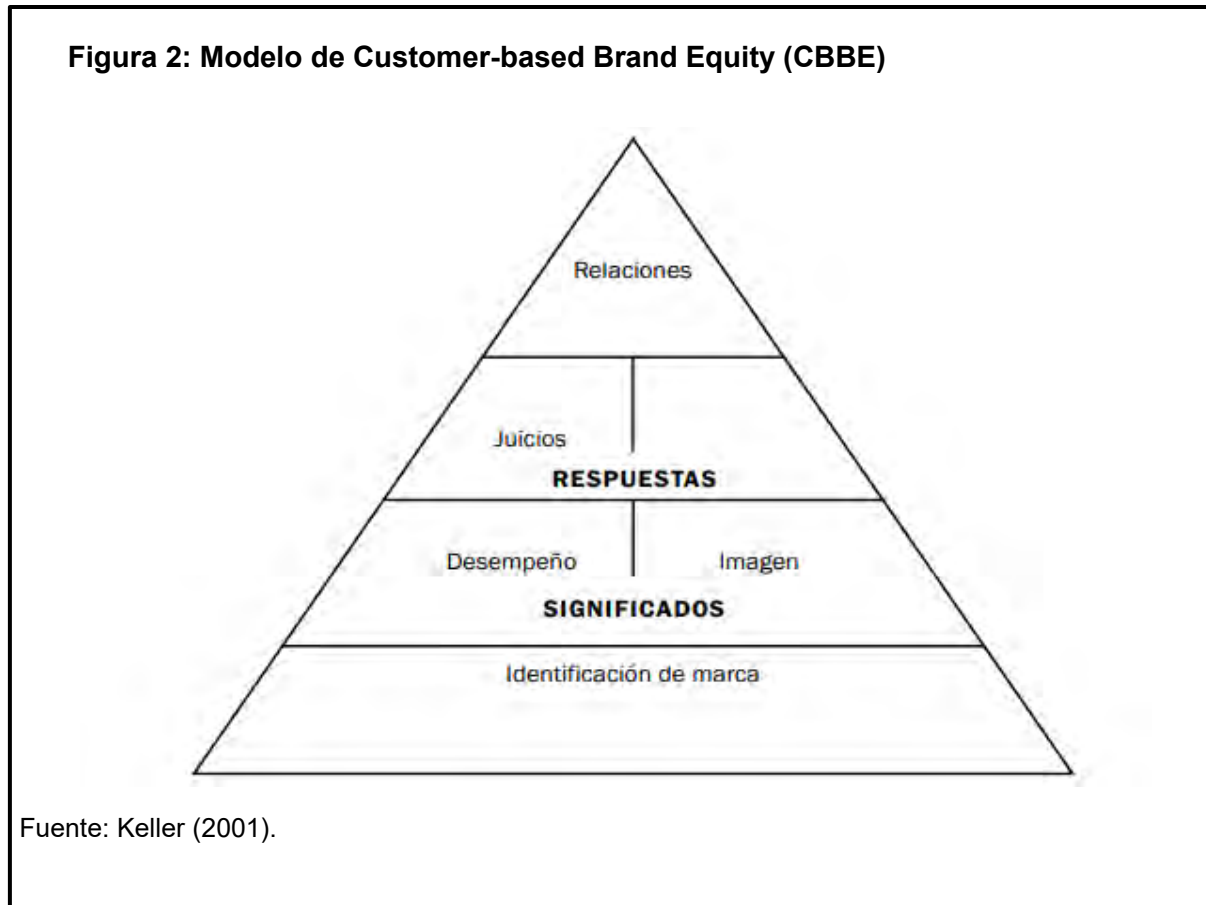 Figura 2: Modelo de Customer-based Brand Equity (CBBE)
Relaciones
Juicios
RESPUESTAS
Desempeño Imagen
SIGNIFICADOS
Identificación de marca
Fuente: Keller (2001).